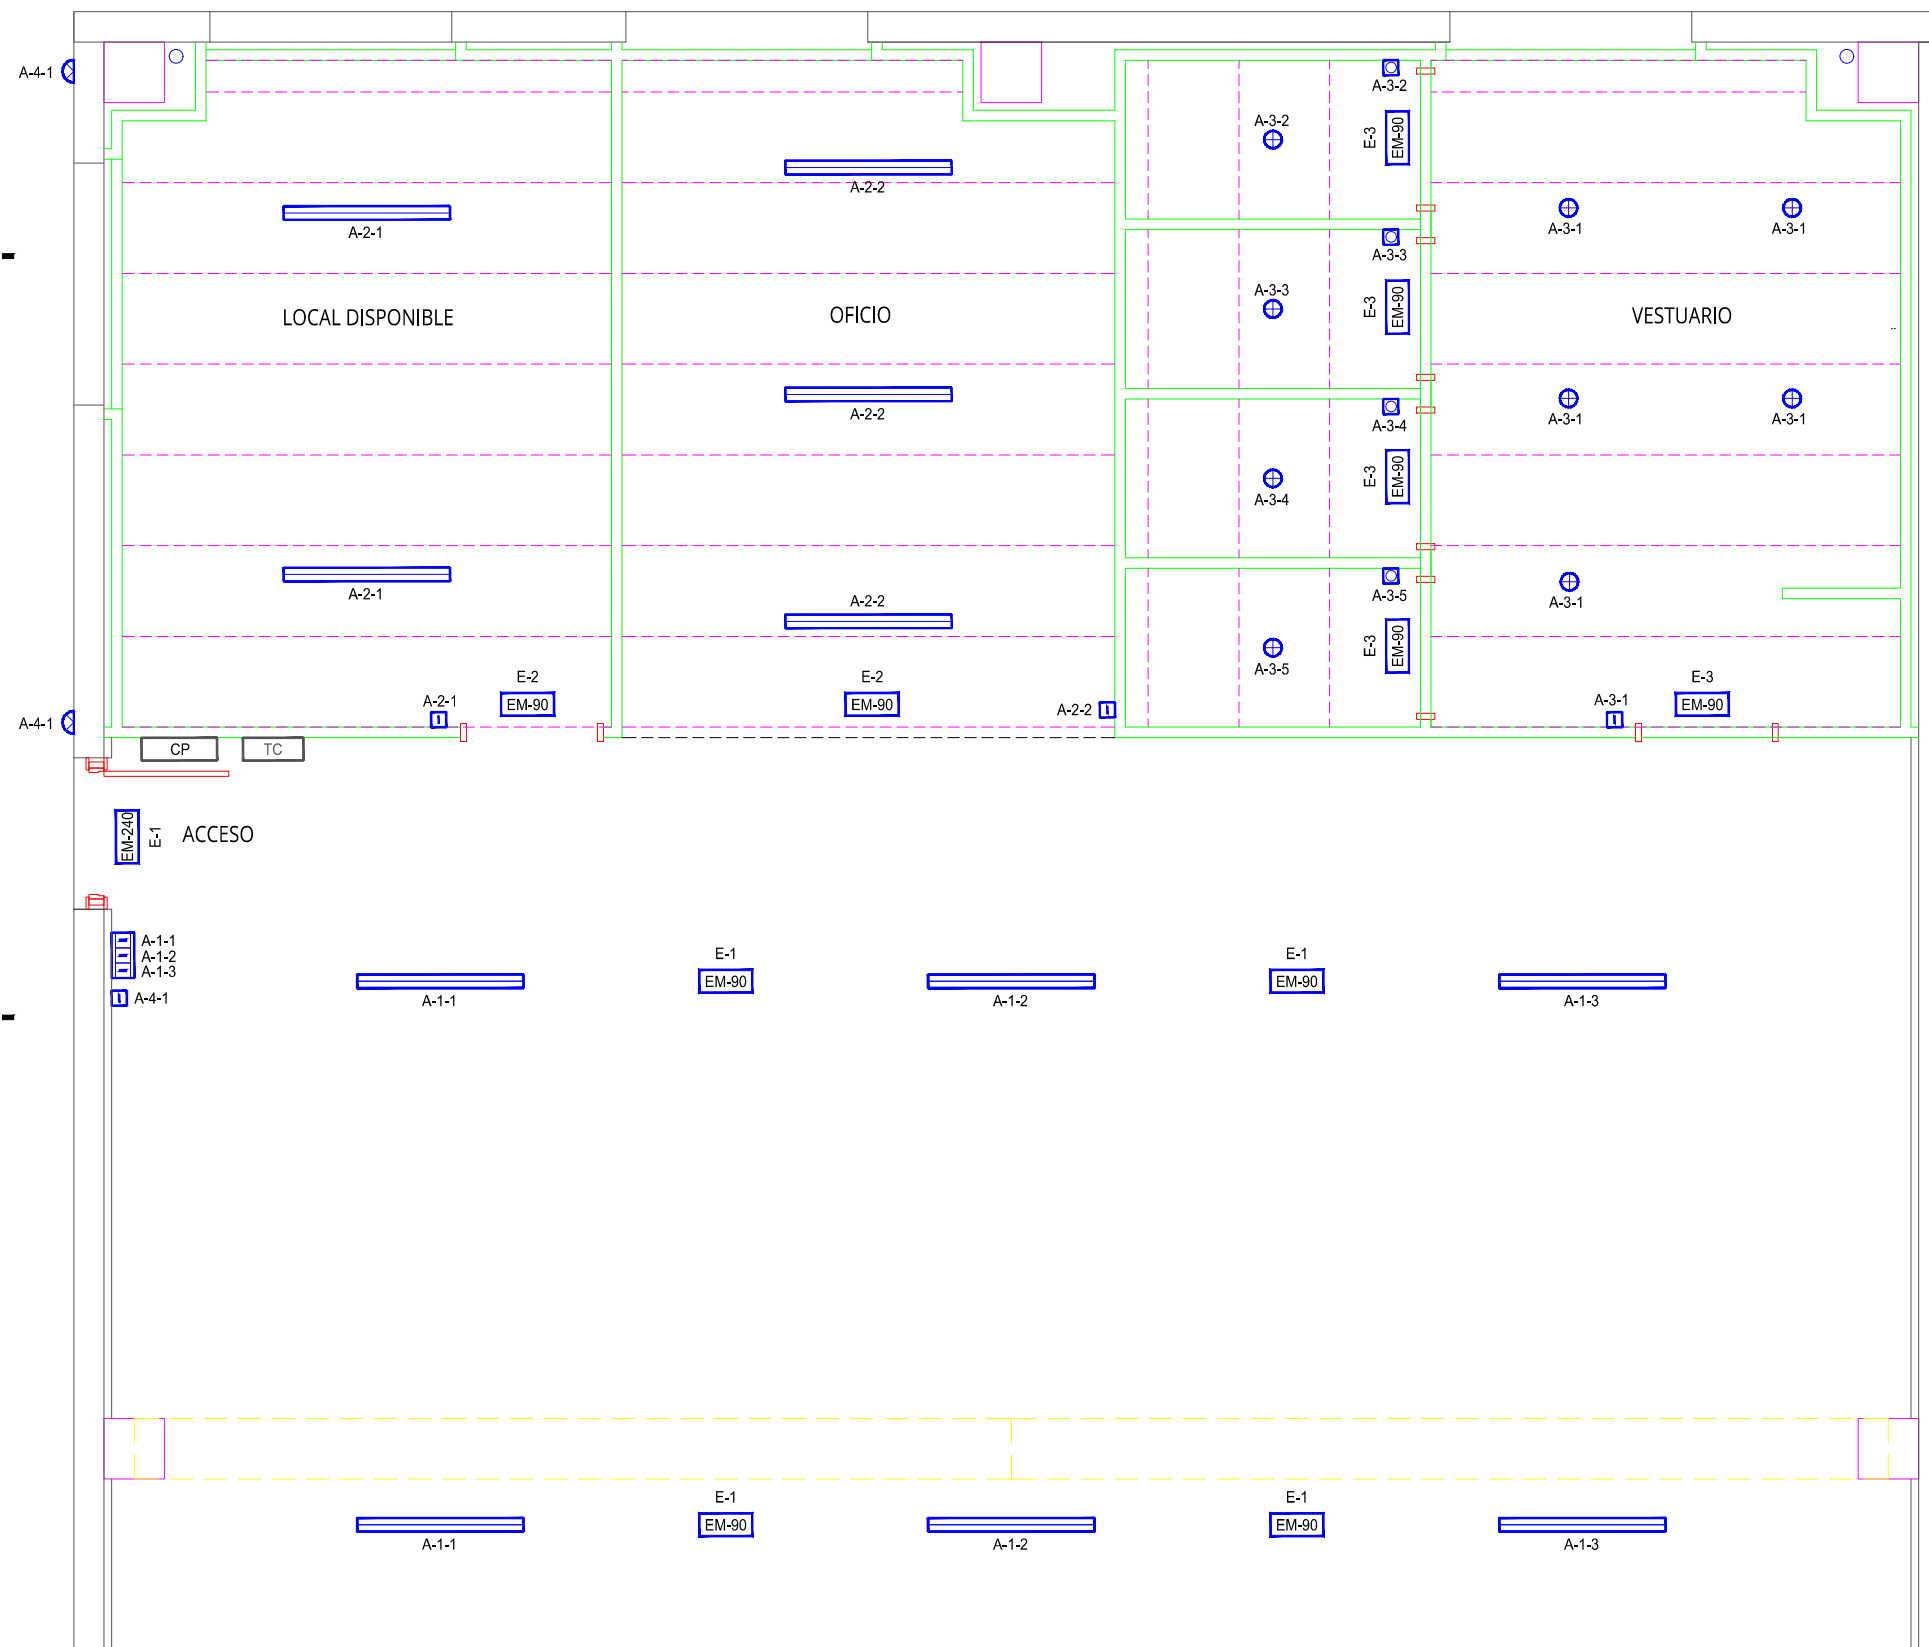 A-4-1
A-3-2
A-3-2
E-3
EM-90
A-2-2
A-2-1
A-3-1
A-3-1
A-3-3
A-3-3
E-3
EM-90
LOCAL DISPONIBLE
OFICIO
VESTUARIO
A-2-2
A-3-1
A-3-1
A-3-4
A-3-4
E-3
EM-90
A-2-1
A-2-2
A-3-5
A-3-1
E-3
EM-90
A-3-5
E-2
E-2
E-3
A-2-1
EM-90
EM-90
A-2-2
A-3-1
EM-90
A-4-1
CP
TC
EM-240
E-1
ACCESO
A-1-1
A-1-2
A-1-3
A-4-1
E-1
E-1
EM-90
EM-90
A-1-1
A-1-2
A-1-3
E-1
E-1
EM-90
EM-90
A-1-1
A-1-2
A-1-3